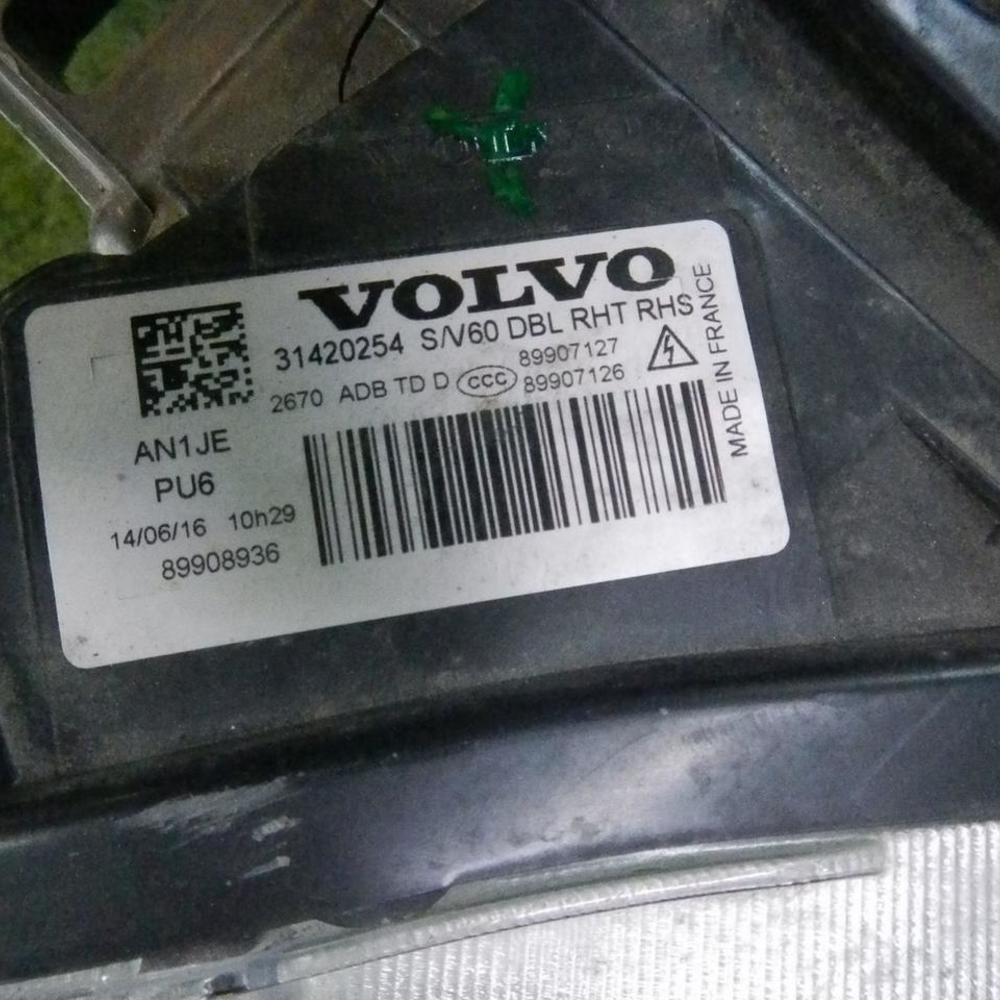 VOLVO
31420254 S/V60 DBL RHT RHS
89907127
2670 ADB TD D CCC 89907126
MADE IN FRANCE
AN1JE
PU6
14/06/16 10h29
89908936